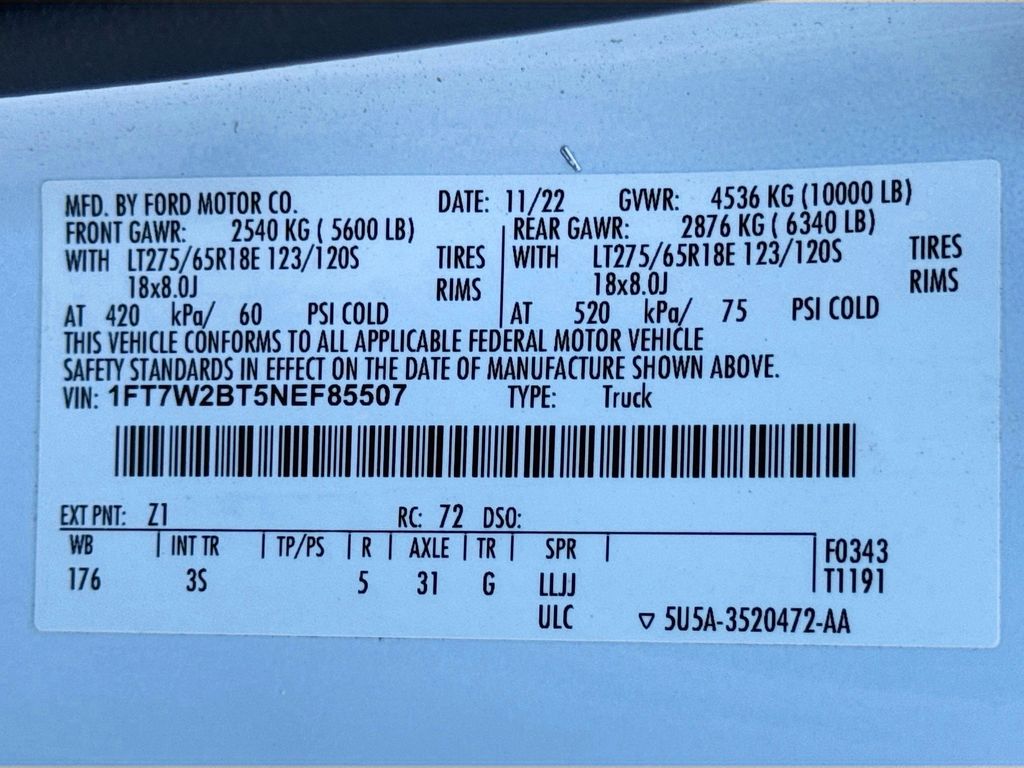 MFD. BY FORD MOTOR CO. DATE: 11/22 GVWR: 4536 KG (10000 LB)
FRONT GAWR: 2540 KG ( 5600 LB) REAR GAWR: 2876 KG ( 6340 LB)
WITH LT275/65R18E 123/120S TIRES WITH LT275/65R18E 123/120S TIRES
18x8.0J RIMS 18x8.0J RIMS
AT 420 kPa/ 60 PSI COLD AT 520 kPa/ 75 PSI COLD
THIS VEHICLE CONFORMS TO ALL APPLICABLE FEDERAL MOTOR VEHICLE
SAFETY STANDARDS IN EFFECT ON THE DATE OF MANUFACTURE SHOWN ABOVE.
VIN: 1FT7W2BT5NEF85507 TYPE: Truck
EXT PNT: Z1 RC: 72 DSO:
WB INT TR TP/PS R AXLE TR SPR F0343
176 3S 5 31 G LLJJ T1191
ULC ▽ 5U5A-3520472-AA